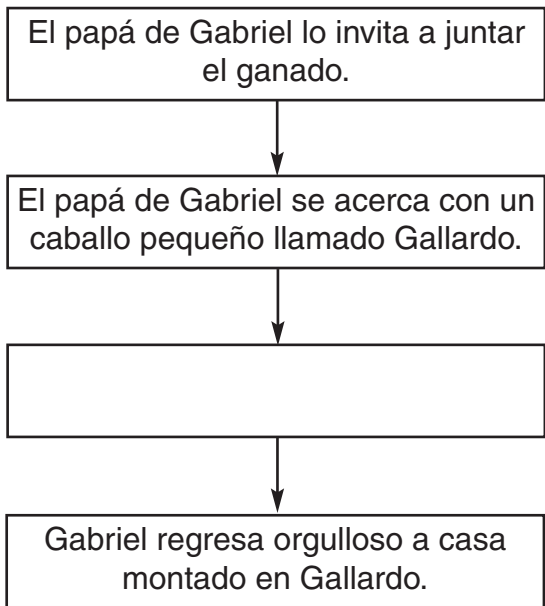 El papá de Gabriel lo invita a juntar
el ganado.
El papá de Gabriel se acerca con un
caballo pequeño llamado Gallardo.
Gabriel regresa orgulloso a casa
montado en Gallardo.